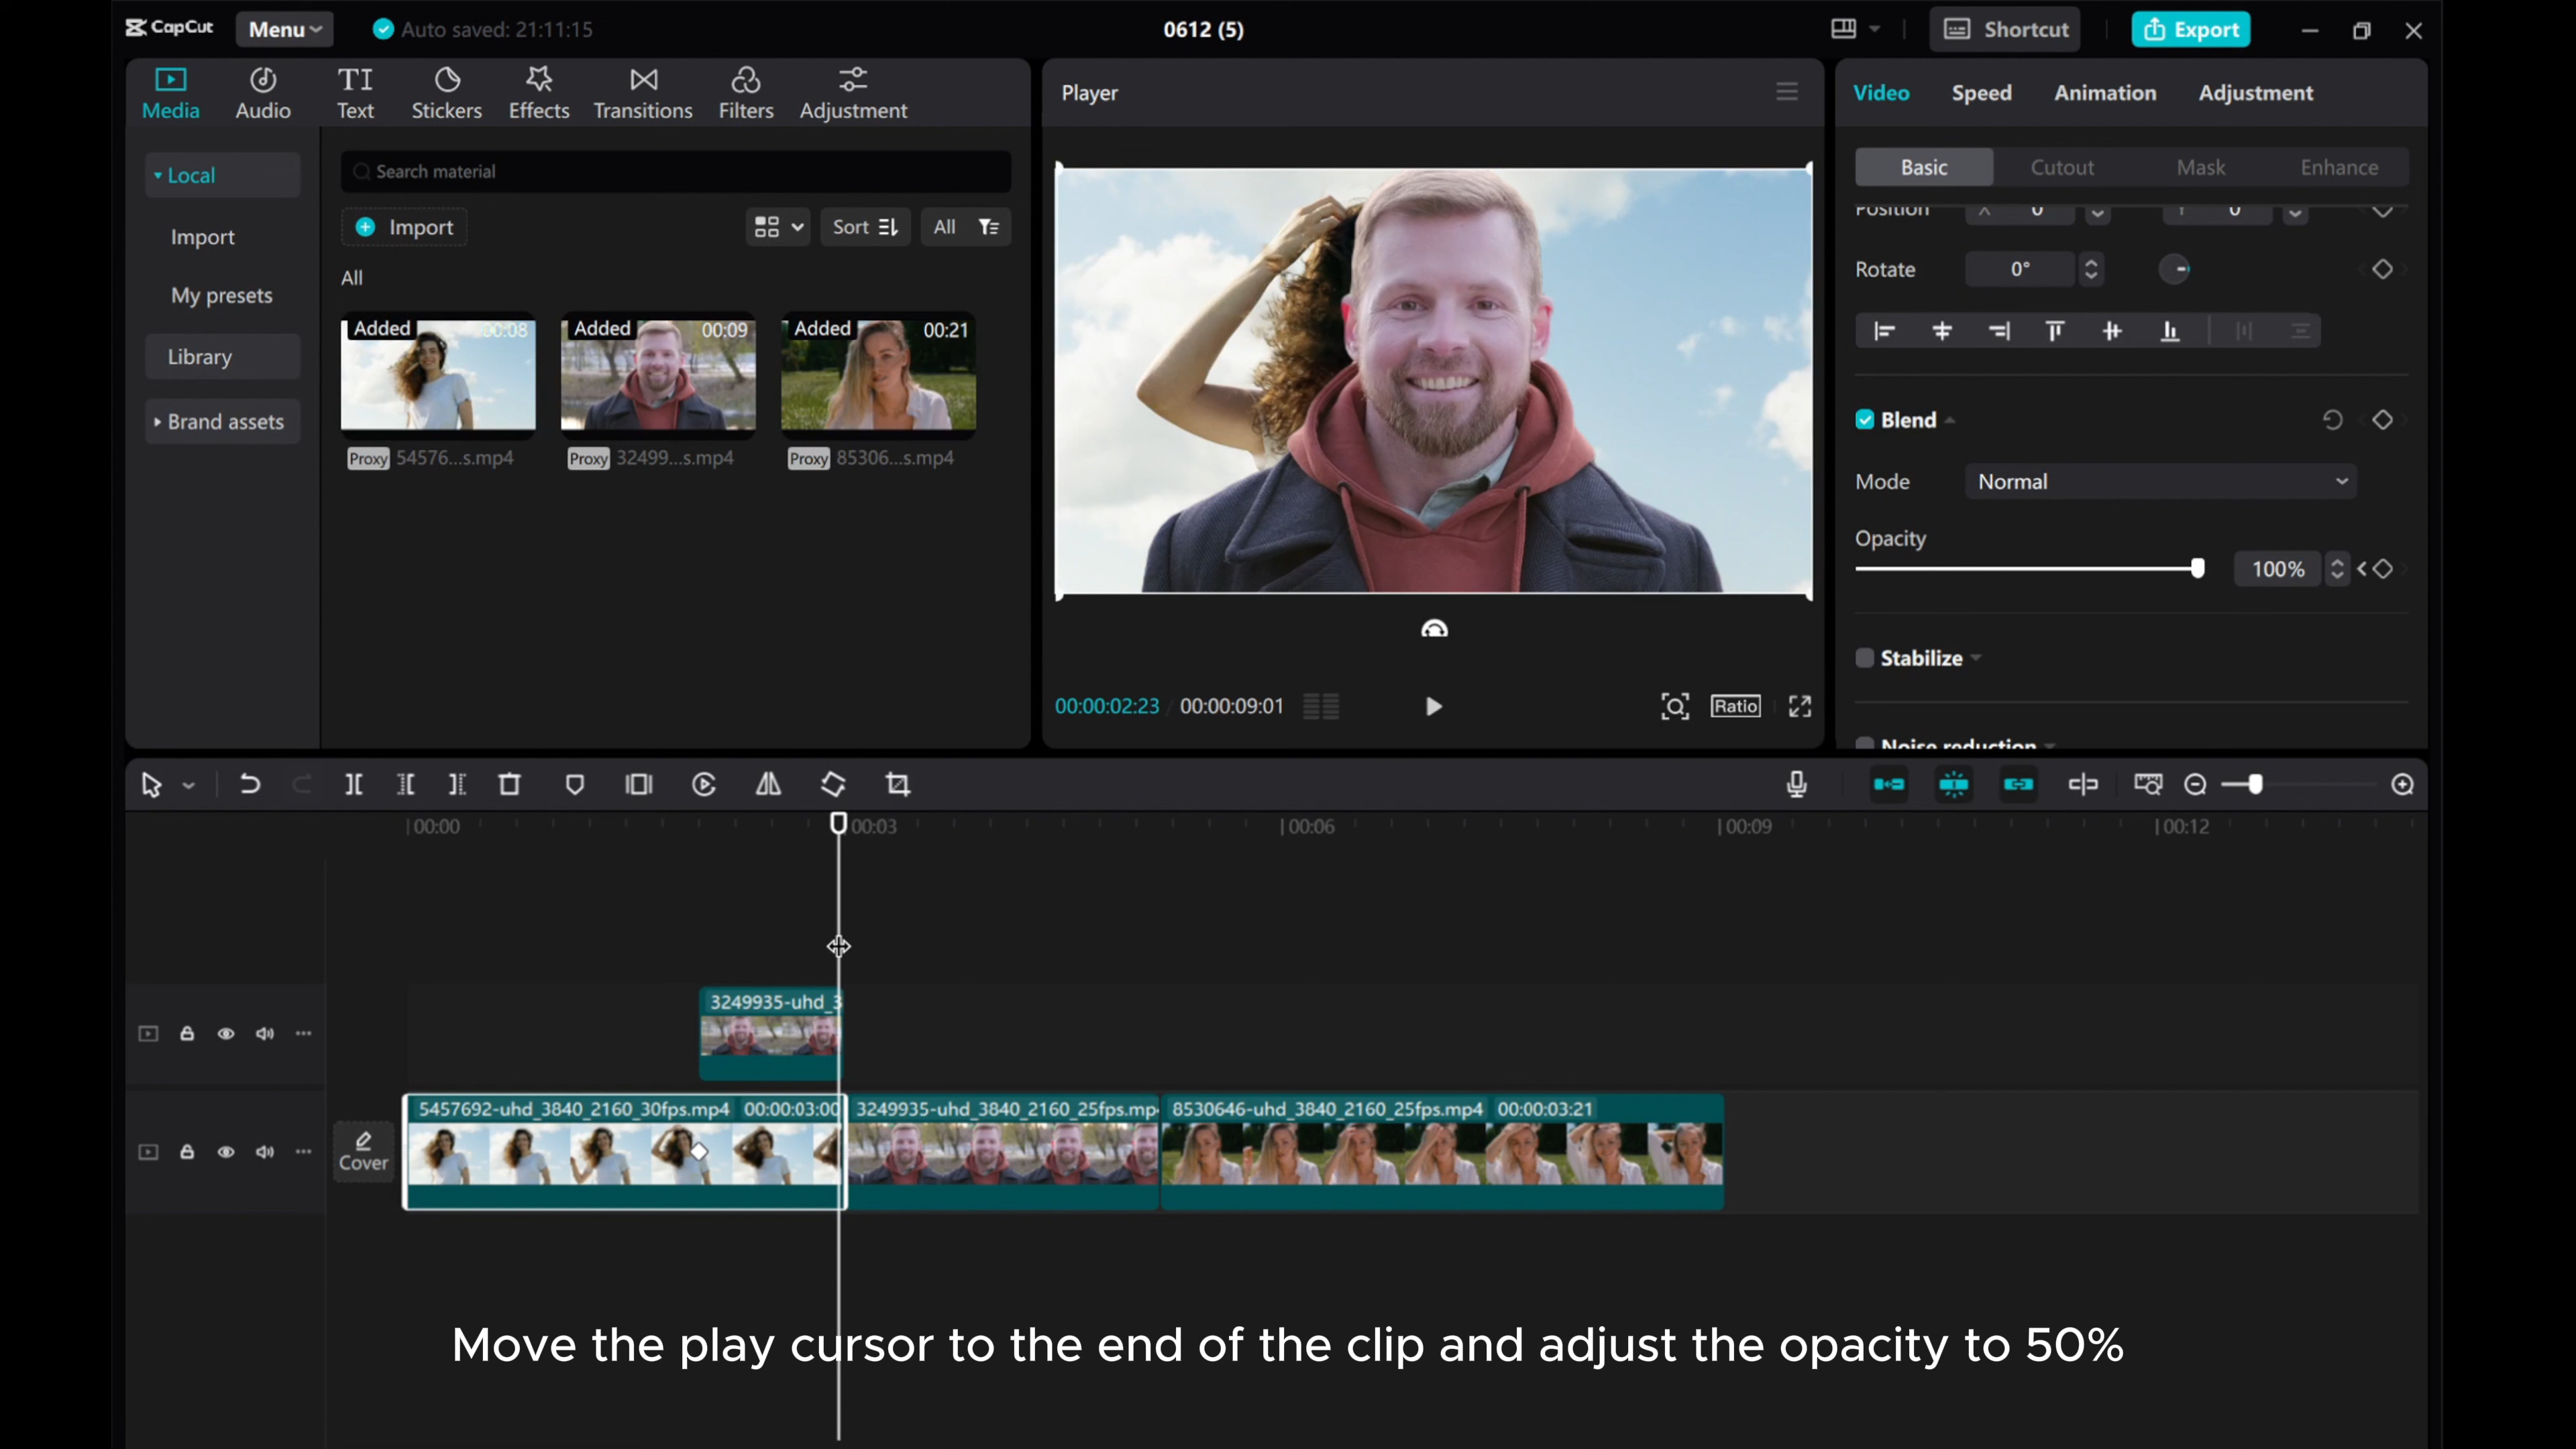 CapCut
Menu
Auto saved: 21:11:15
0612 (5)
Shortcut
Export
Media
Audio
TI
Text
Stickers
Effects
Transitions
Filters
Adjustment
Local
Import
My presets
Library
Brand assets
Search material
Import
Sort
All
All
Added 00:08
Added 00:09
Added 00:21
Proxy 54576...s.mp4
Proxy 32499...s.mp4
Proxy 85306...s.mp4
Player
00:00:02:23 / 00:00:09:01
Ratio
Video
Speed
Animation
Adjustment
Basic
Cutout
Mask
Enhance
Position X 0 Y 0
Rotate 0°
Blend
Mode Normal
Opacity
100%
Stabilize
Noise reduction
00:00
00:03
00:06
00:09
00:12
3249935-uhd_3
Cover
5457692-uhd_3840_2160_30fps.mp4 00:00:03:00
3249935-uhd_3840_2160_25fps.mp
8530646-uhd_3840_2160_25fps.mp4 00:00:03:21
Move the play cursor to the end of the clip and adjust the opacity to 50%